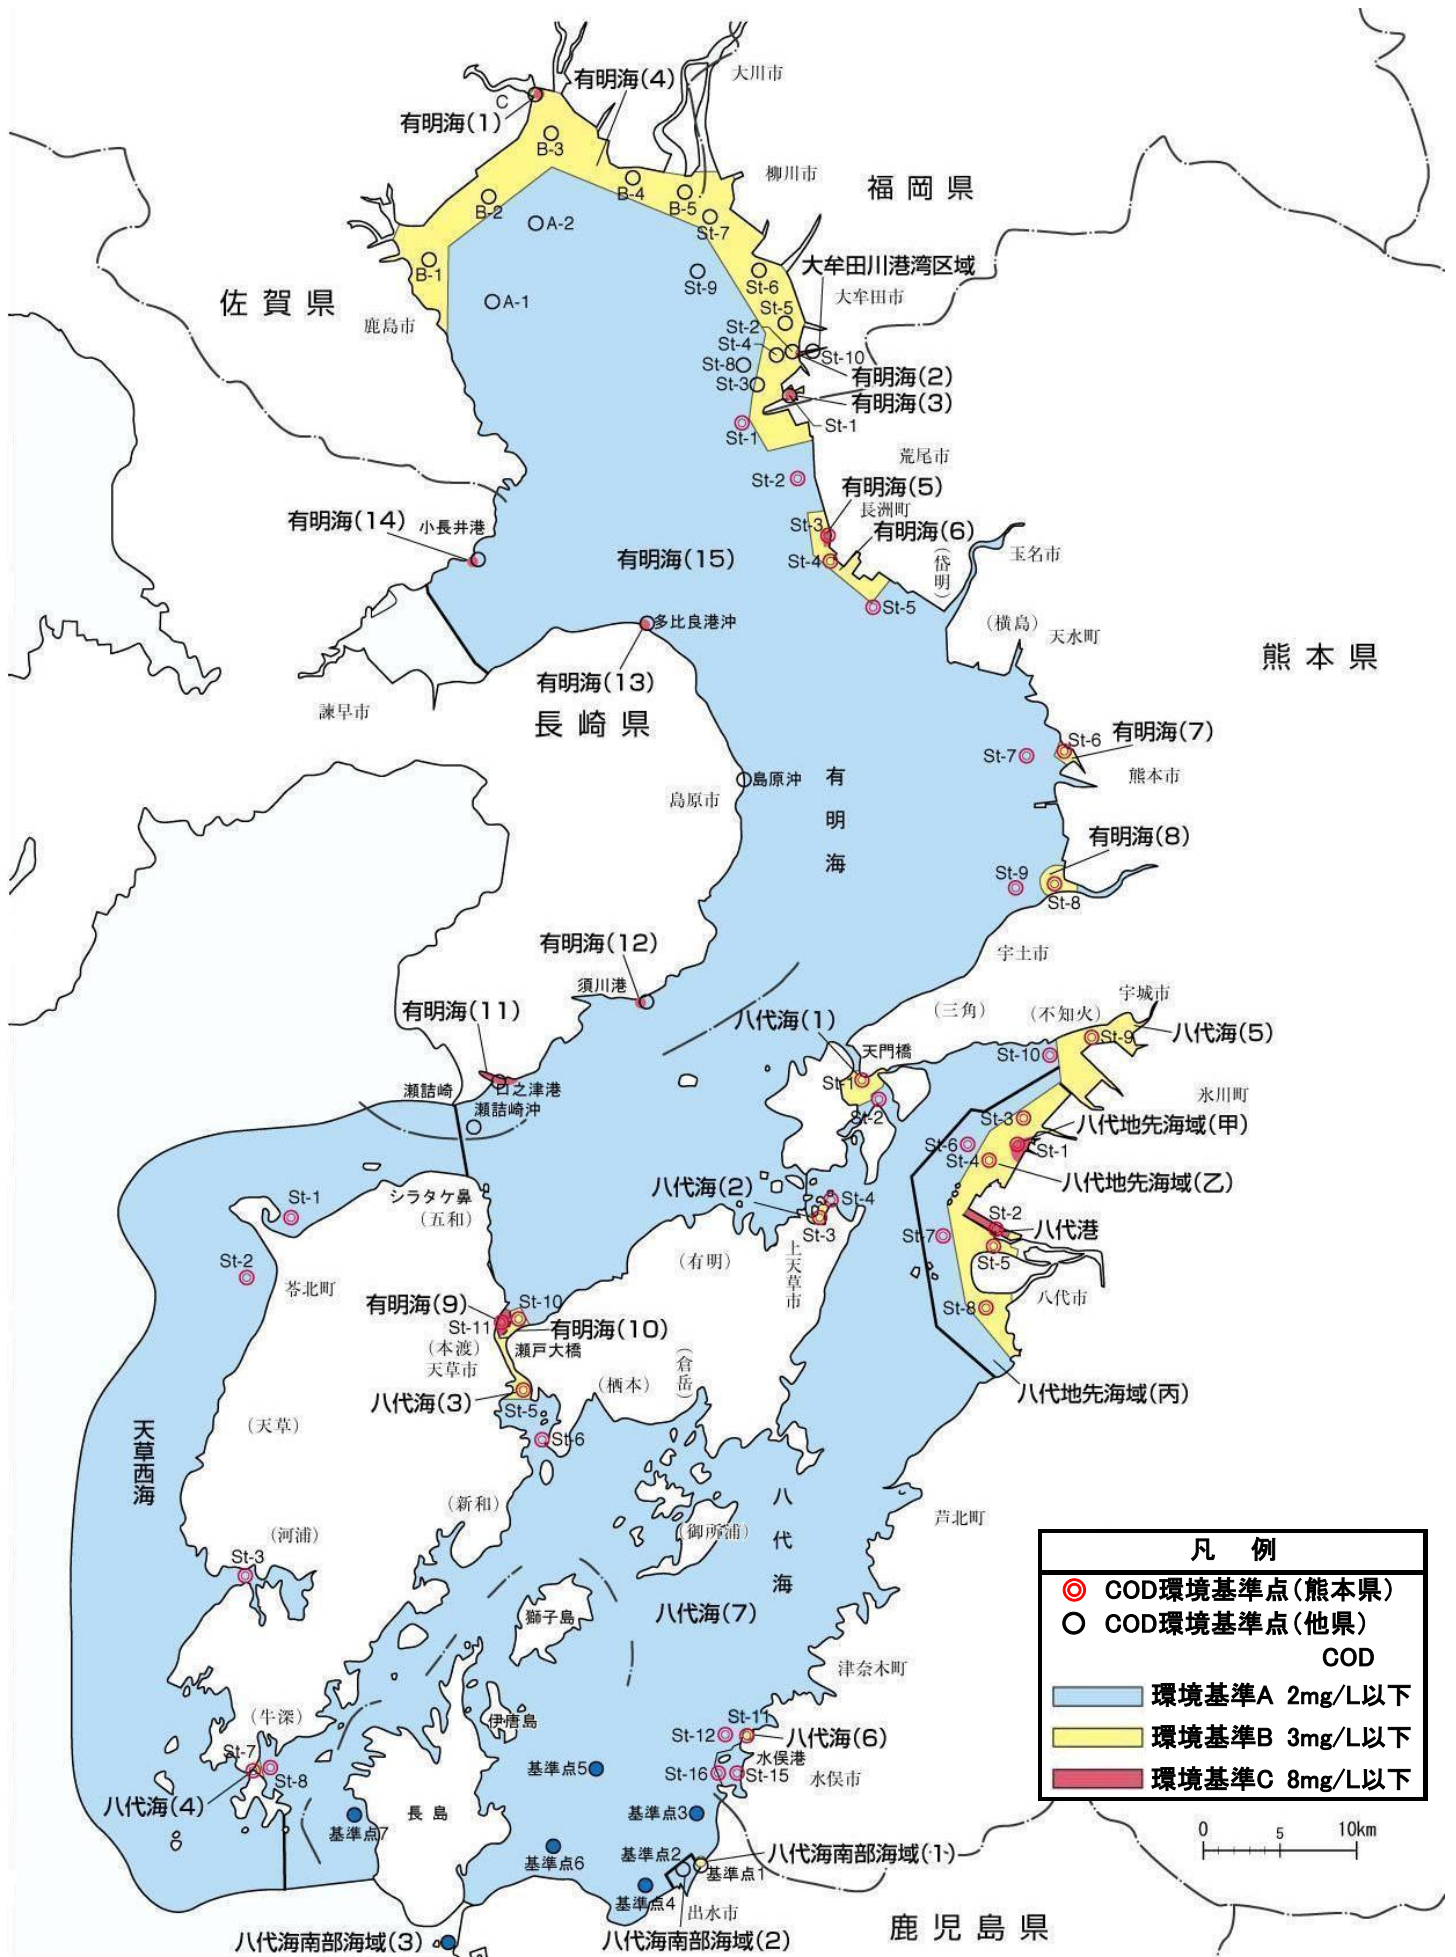 大川市
有明海(4)
C
有明海(1)
B-3
柳川市
福岡県
B-4
B-5
B-2
St-7
A-2
大牟田川港湾区域
B-1
St-9
St-6
大牟田市
佐賀県
A-1
鹿島市
St-5
St-2
St-4
St-10
St-8
有明海(2)
St-3
有明海(3)
St-1
St-1
荒尾市
St-2
有明海(5)
長洲町
有明海(14)
小長井港
St-3
有明海(6)
有明海(15)
St-4
(岱明)
玉名市
St-5
多比良港沖
(横島)
天水町
熊本県
有明海(13)
諫早市
長崎県
St-6
有明海(7)
St-7
島原沖
有明海
熊本市
島原市
有明海(8)
St-9
St-8
有明海(12)
宇土市
須川港
宇城市
有明海(11)
(三角)
(不知火)
八代海(1)
八代海(5)
St-9
天門橋
St-10
St-1
瀬詰崎
口之津港
氷川町
St-2
瀬詰崎沖
St-3
八代地先海域(甲)
St-6
St-1
St-4
八代海(2)
八代地先海域(乙)
St-1
シラタケ鼻
St-4
(五和)
St-2
八代港
St-3
St-7
(有明)
上天草市
St-5
St-2
苓北町
八代市
有明海(9)
St-10
St-8
St-11
有明海(10)
(本渡)
瀬戸大橋
天草市
(倉岳)
(栖本)
八代海(3)
八代地先海域(丙)
St-5
天草西海
(天草)
St-6
(新和)
八代海
芦北町
(河浦)
(御所浦)
St-3
獅子島
八代海(7)
津奈木町
(牛深)
伊唐島
St-11
St-12
八代海(6)
St-7
水俣港
St-8
基準点5
St-16
St-15
水俣市
八代海(4)
長島
基準点3
基準点7
基準点6
基準点2
八代海南部海域(1)
基準点1
基準点4
出水市
鹿児島県
八代海南部海域(3)
八代海南部海域(2)
凡例
COD環境基準点(熊本県)
COD環境基準点(他県)
COD
環境基準A 2mg/L以下
環境基準B 3mg/L以下
環境基準C 8mg/L以下
0 5 10km